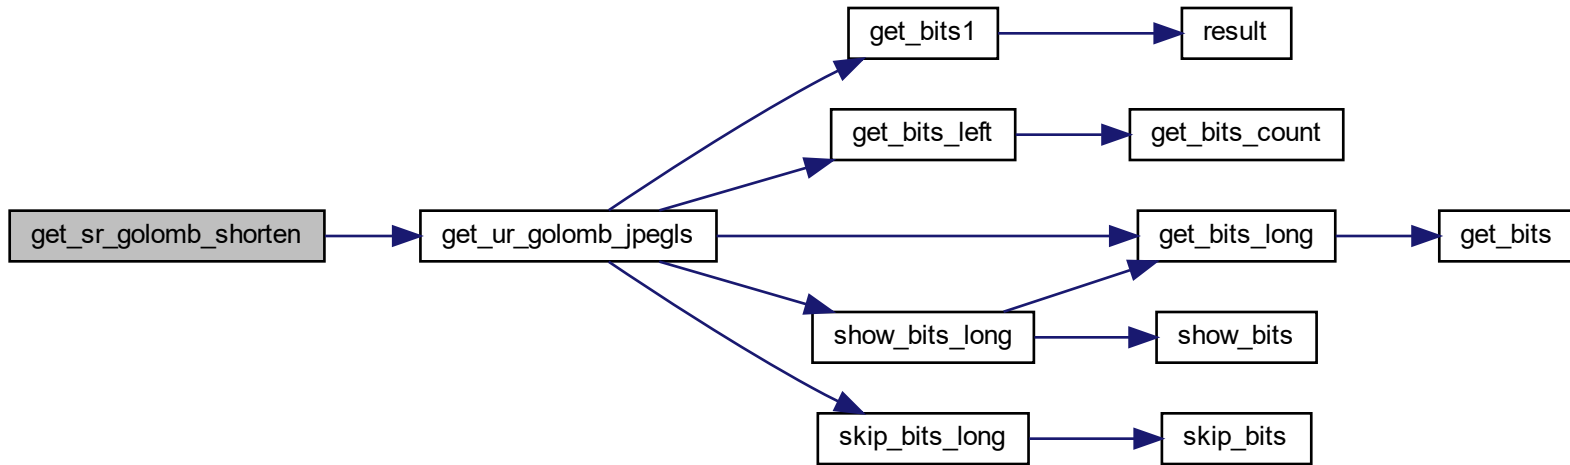 get_bits1
result
get_bits_left
get_bits_count
get_sr_golomb_shorten
get_ur_golomb_jpegls
get_bits_long
get_bits
show_bits_long
show_bits
skip_bits_long
skip_bits